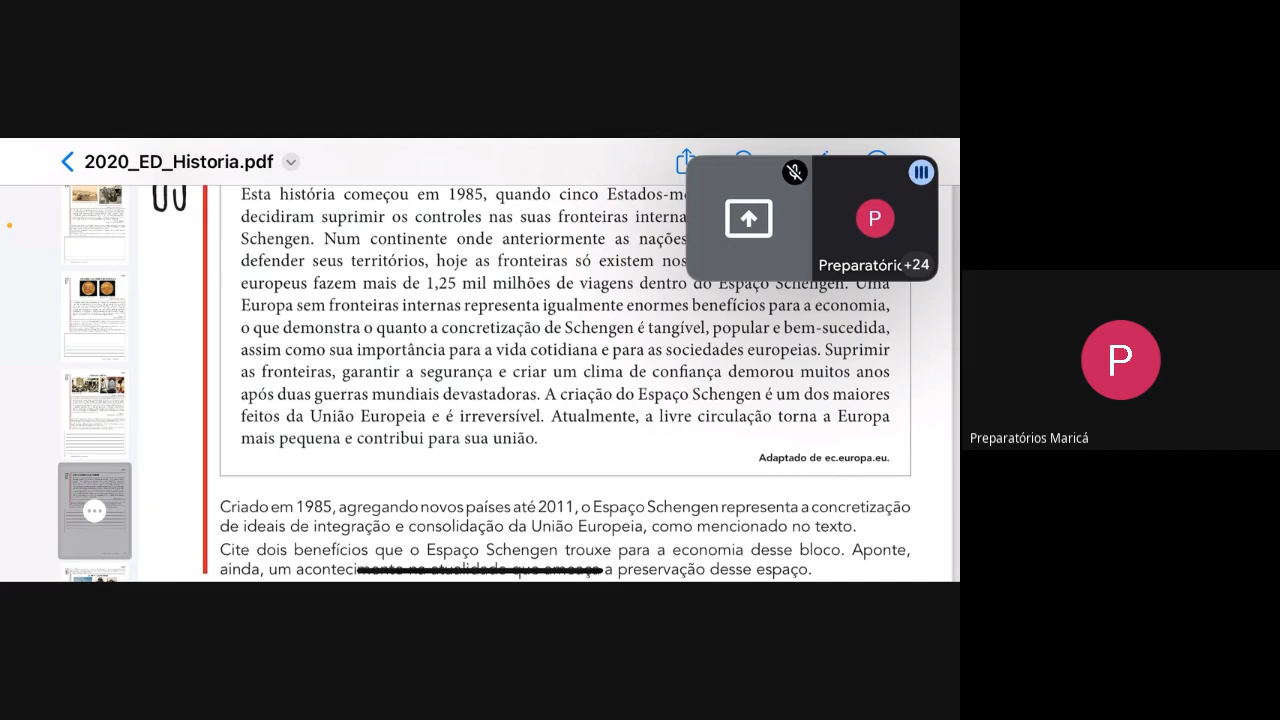 2020_ED_Historia.pdf
Esta história começou em 1985, quando cinco Estados-me
decidiam suprimir os controles nas suas fronteiras interna
Schengen. Num continente onde anteriormente as nações
defender seus territórios, hoje as fronteiras só existem nos
europeus fazem mais de 1,25 mil milhões de viagens dentro do Espaço Schengen. Uma
Europa sem fronteiras internas representa igualmente enormes benefícios para a economia,
o que demonstra o quanto a concretização de Schengen é tangível, popular e bem-sucedida,
assim como sua importância para a vida cotidiana e para as sociedades europeias. Suprimir
as fronteiras, garantir a segurança e criar um clima de confiança demorou muitos anos
após duas guerras mundiais devastadoras. A criação do Espaço Schengen é um dos maiores
da União Europeia e é irreversível. Atualmente, a livre circulação torna a Europa
mais pequena e contribui para sua união.
Adaptado de ec.europa.eu.
Criado em 1985, agregando novos países até 2011, o Espaço Schengen representa a concretização
de ideais de integração e consolidação da União Europeia, como mencionado no texto.
Cite dois benefícios que o Espaço Schengen trouxe para a economia desse bloco. Aponte,
ainda, um acontecimento na atualidade que ameaça a preservação desse espaço.
P
Preparatóric +24
P
Preparatórios Maricá